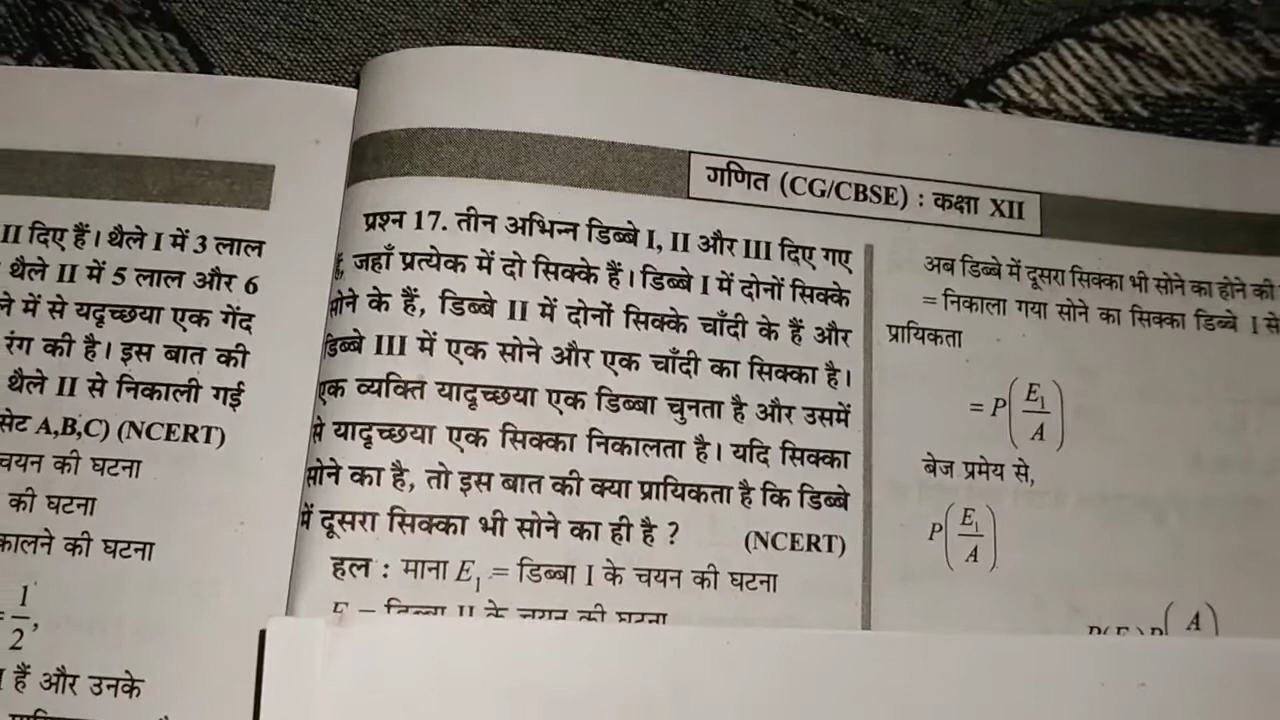 II दिए हैं। थैले I में 3 लाल
थैले II में 5 लाल और 6
ने में से यदृच्छया एक गेंद
रंग की है। इस बात की
थैले II से निकाली गई
सेट A,B,C) (NCERT)
चयन की घटना
की घटना
कालने की घटना
1/2,
हैं और उनके
गणित (CG/CBSE) : कक्षा XII
प्रश्न 17. तीन अभिन्न डिब्बे I, II और III दिए गए
हैं, जहाँ प्रत्येक में दो सिक्के हैं। डिब्बे I में दोनों सिक्के
सोने के हैं, डिब्बे II में दोनों सिक्के चाँदी के हैं और
डिब्बे III में एक सोने और एक चाँदी का सिक्का है।
एक व्यक्ति यादृच्छया एक डिब्बा चुनता है और उसमें
से यादृच्छया एक सिक्का निकालता है। यदि सिक्का
सोने का है, तो इस बात की क्या प्रायिकता है कि डिब्बे
में दूसरा सिक्का भी सोने का ही है ? (NCERT)
हल : माना E₁ = डिब्बा I के चयन की घटना
अब डिब्बे में दूसरा सिक्का भी सोने का होने की
= निकाला गया सोने का सिक्का डिब्बे I से
प्रायिकता
= P(E₁/A)
बेज प्रमेय से,
P(E₁/A)